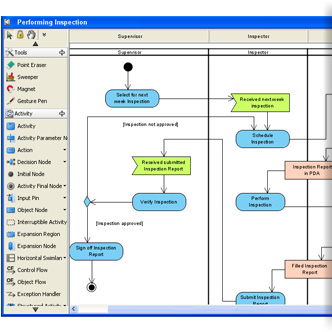 Performing Inspection
Supervisor
Inspector
Supervisor
Inspector
Tools
Point Eraser
Sweeper
Magnet
Gesture Pen
Activity
Activity
Activity Parameter N
Action
Decision Node
Initial Node
Activity Final Node
Input Pin
Object Node
Interruptible Activity
Expansion Region
Expansion Node
Horizontal Swimlan
Control Flow
Object Flow
Exception Handler
Select for next
week Inspection
Received next week
inspection
[Inspection not approved]
Schedule
Inspection
Received submitted
Inspection Report
Inspection Report
in PDA
Verify Inspection
Perform
Inspection
[Inspection approved]
Sign off Inspection
Report
Filled Inspection
Report
Submit Inspection